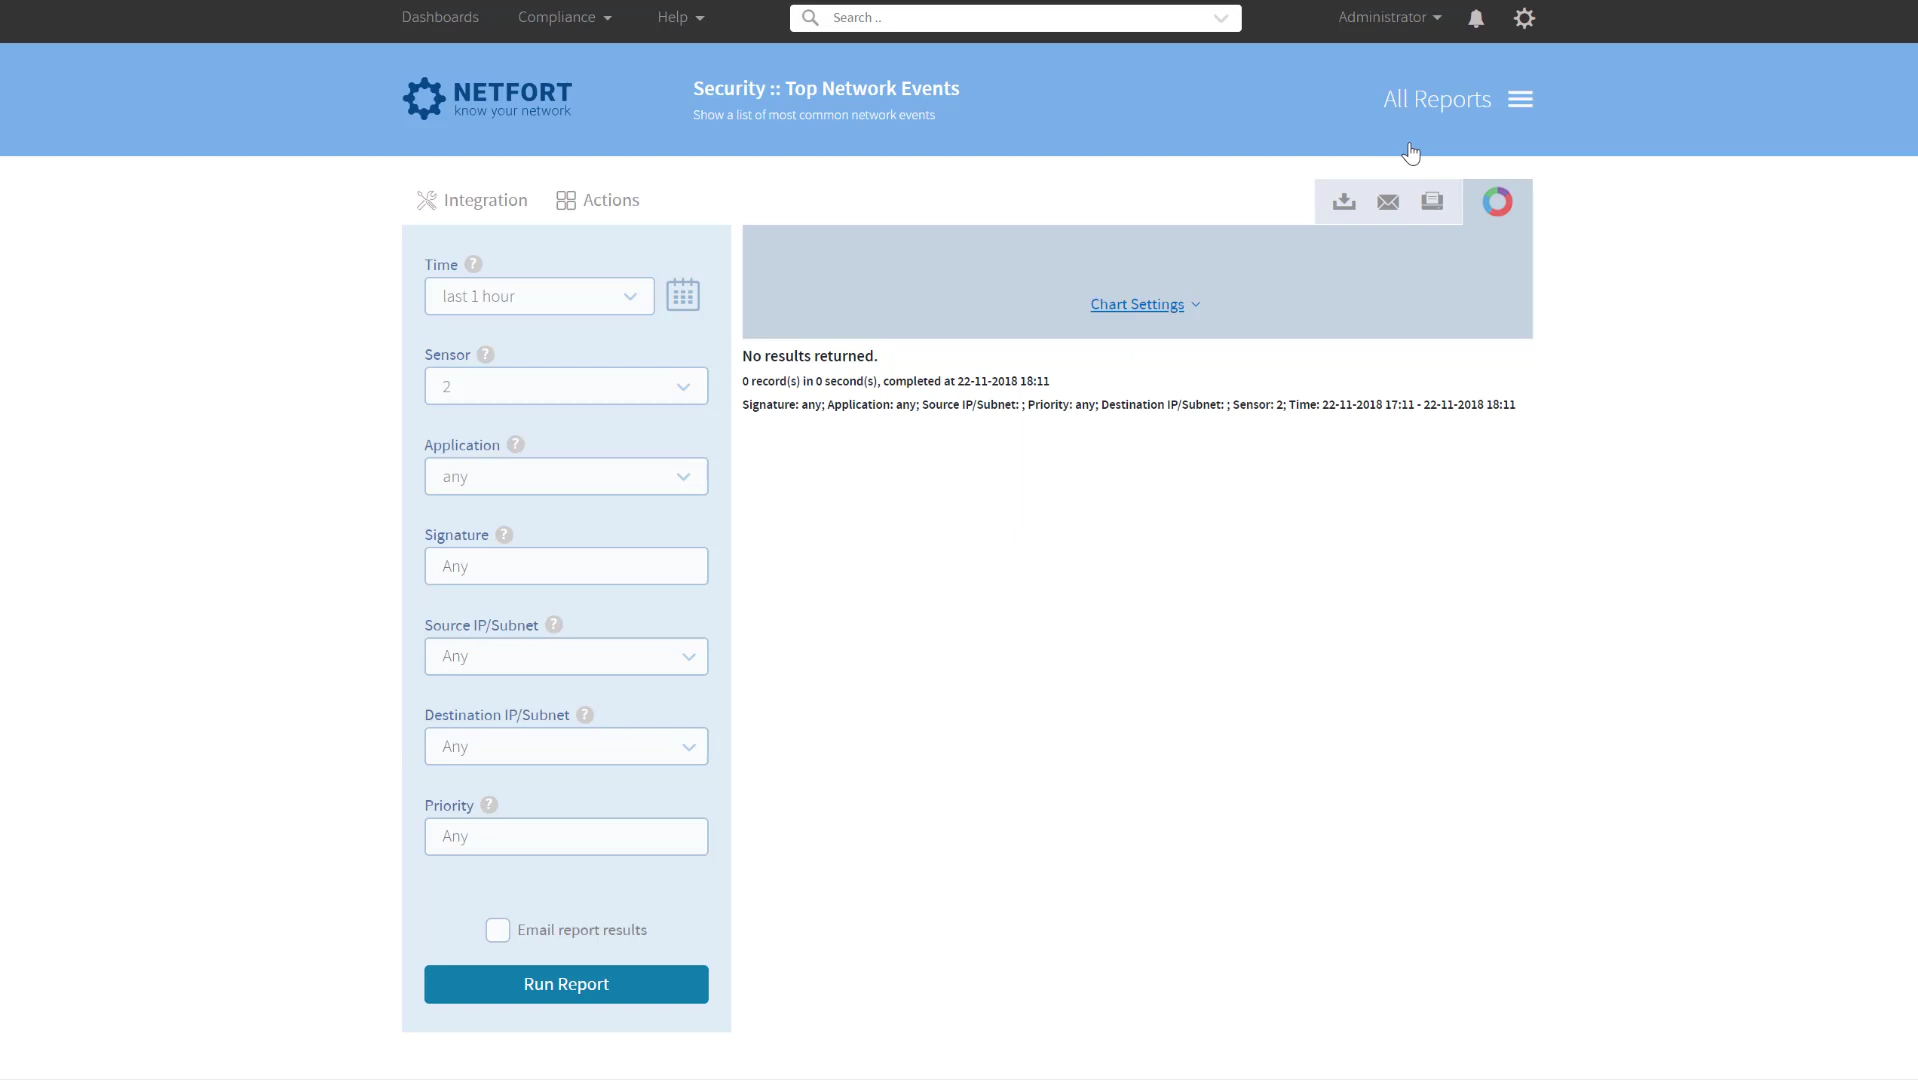 Dashboards
Compliance
Help
Search ..
Administrator
NETFORT
know your network
Security :: Top Network Events
Show a list of most common network events
All Reports
Integration
Actions
Time ?
last 1 hour
Sensor ?
2
Application ?
any
Signature ?
Any
Source IP/Subnet ?
Any
Destination IP/Subnet ?
Any
Priority ?
Any
Email report results
Run Report
Chart Settings
No results returned.
0 record(s) in 0 second(s), completed at 22-11-2018 18:11
Signature: any; Application: any; Source IP/Subnet: ; Priority: any; Destination IP/Subnet: ; Sensor: 2; Time: 22-11-2018 17:11 - 22-11-2018 18:11